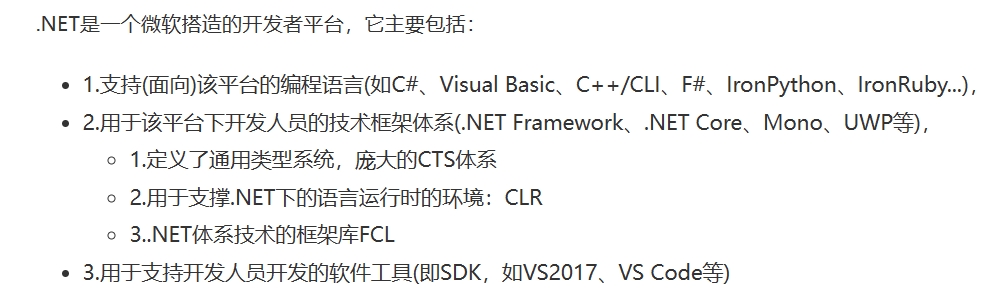 .NET是一个微软搭造的开发者平台，它主要包括：
1.支持(面向)该平台的编程语言(如C#、Visual Basic、C++/CLI、F#、IronPython、IronRuby...)，
2.用于该平台下开发人员的技术框架体系(.NET Framework、.NET Core、Mono、UWP等)，
1.定义了通用类型系统，庞大的CTS体系
2.用于支撑.NET下的语言运行时的环境：CLR
3..NET体系技术的框架库FCL
3.用于支持开发人员开发的软件工具(即SDK，如VS2017、VS Code等)